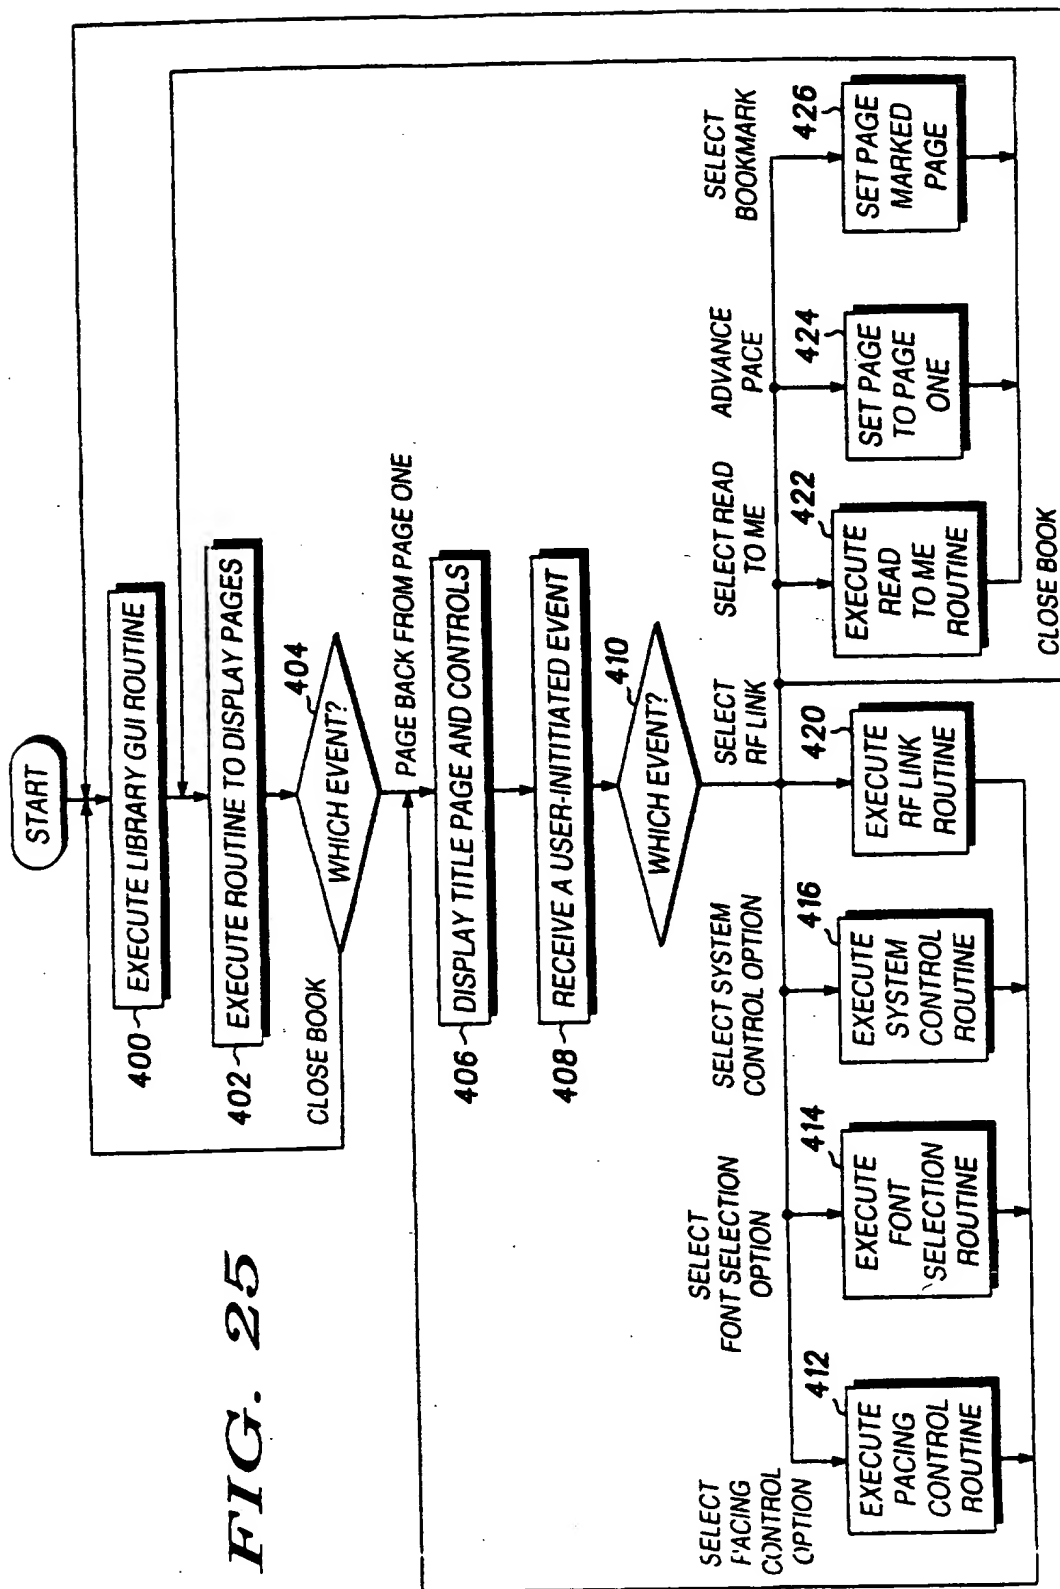 FIG. 25
START
EXECUTE LIBRARY GUI ROUTINE
400
EXECUTE ROUTINE TO DISPLAY PAGES
402
WHICH EVENT?
404
CLOSE BOOK
PAGE BACK FROM PAGE ONE
DISPLAY TITLE PAGE AND CONTROLS
406
RECEIVE A USER-INITITIATED EVENT
408
WHICH EVENT?
410
SELECT
PACING
CONTROL
OPTION
412
EXECUTE
PACING
CONTROL
ROUTINE
SELECT
FONT SELECTION
OPTION
414
EXECUTE
FONT
SELECTION
ROUTINE
SELECT SYSTEM
CONTROL OPTION
416
EXECUTE
SYSTEM
CONTROL
ROUTINE
SELECT
RF LINK
420
EXECUTE
RF LINK
ROUTINE
SELECT READ
TO ME
422
EXECUTE
READ
TO ME
ROUTINE
ADVANCE
PACE
424
SET PAGE
TO PAGE
ONE
SELECT
BOOKMARK
426
SET PAGE
MARKED
PAGE
CLOSE BOOK